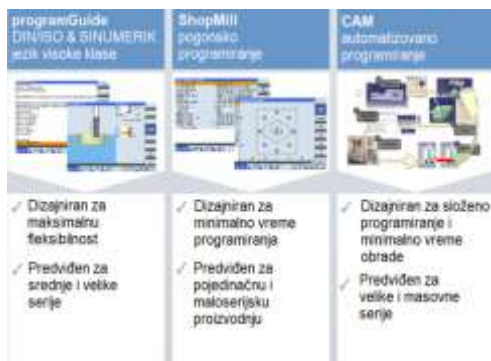 programGuide
DIN/ISO & SINUMERIK
jezik visoke klase
✓ Dizajniran za
maksimalnu
fleksibilnost
✓ Predviđen za
srednje i velike
serije
ShopMill
pogonsko
programiranje
✓ Dizajniran za
minimalno vreme
programiranja
✓ Predviđen za
pojedinačnu i
maloserijsku
proizvodnju
CAM
automatizovano
programiranje
✓ Dizajniran za složeno
programiranje i
minimalno vreme
obrade
✓ Predviđen za
velike i masovne
serije